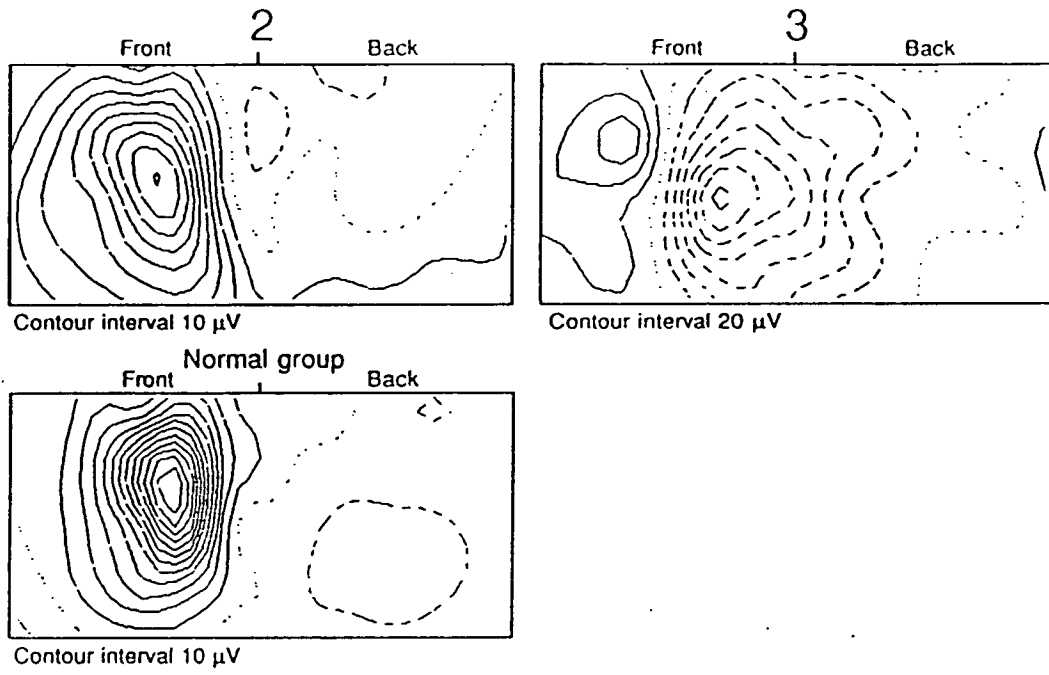 2
Front Back
Contour interval 10 µV
3
Front Back
Contour interval 20 µV
Normal group
Front Back
Contour interval 10 µV